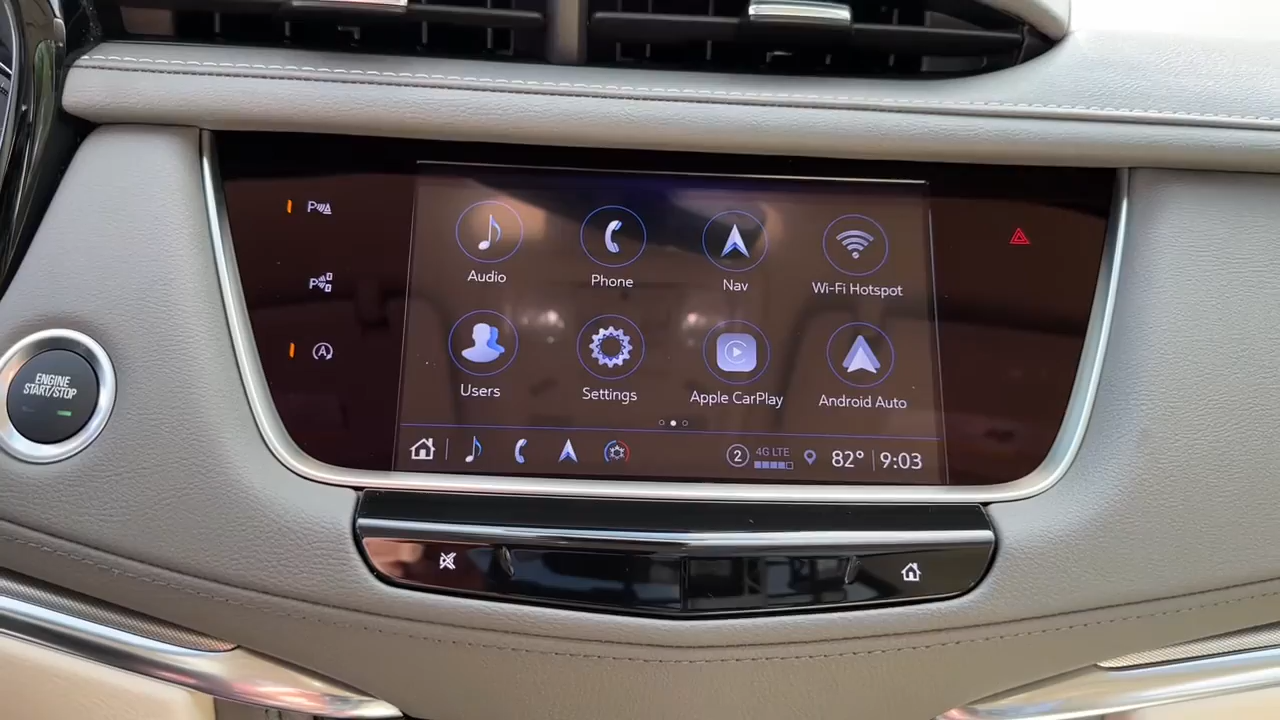 P
Audio
Phone
Nav
Wi-Fi Hotspot
P
A
ENGINE
START/STOP
Users
Settings
Apple CarPlay
Android Auto
2
4G LTE
82°
9:03